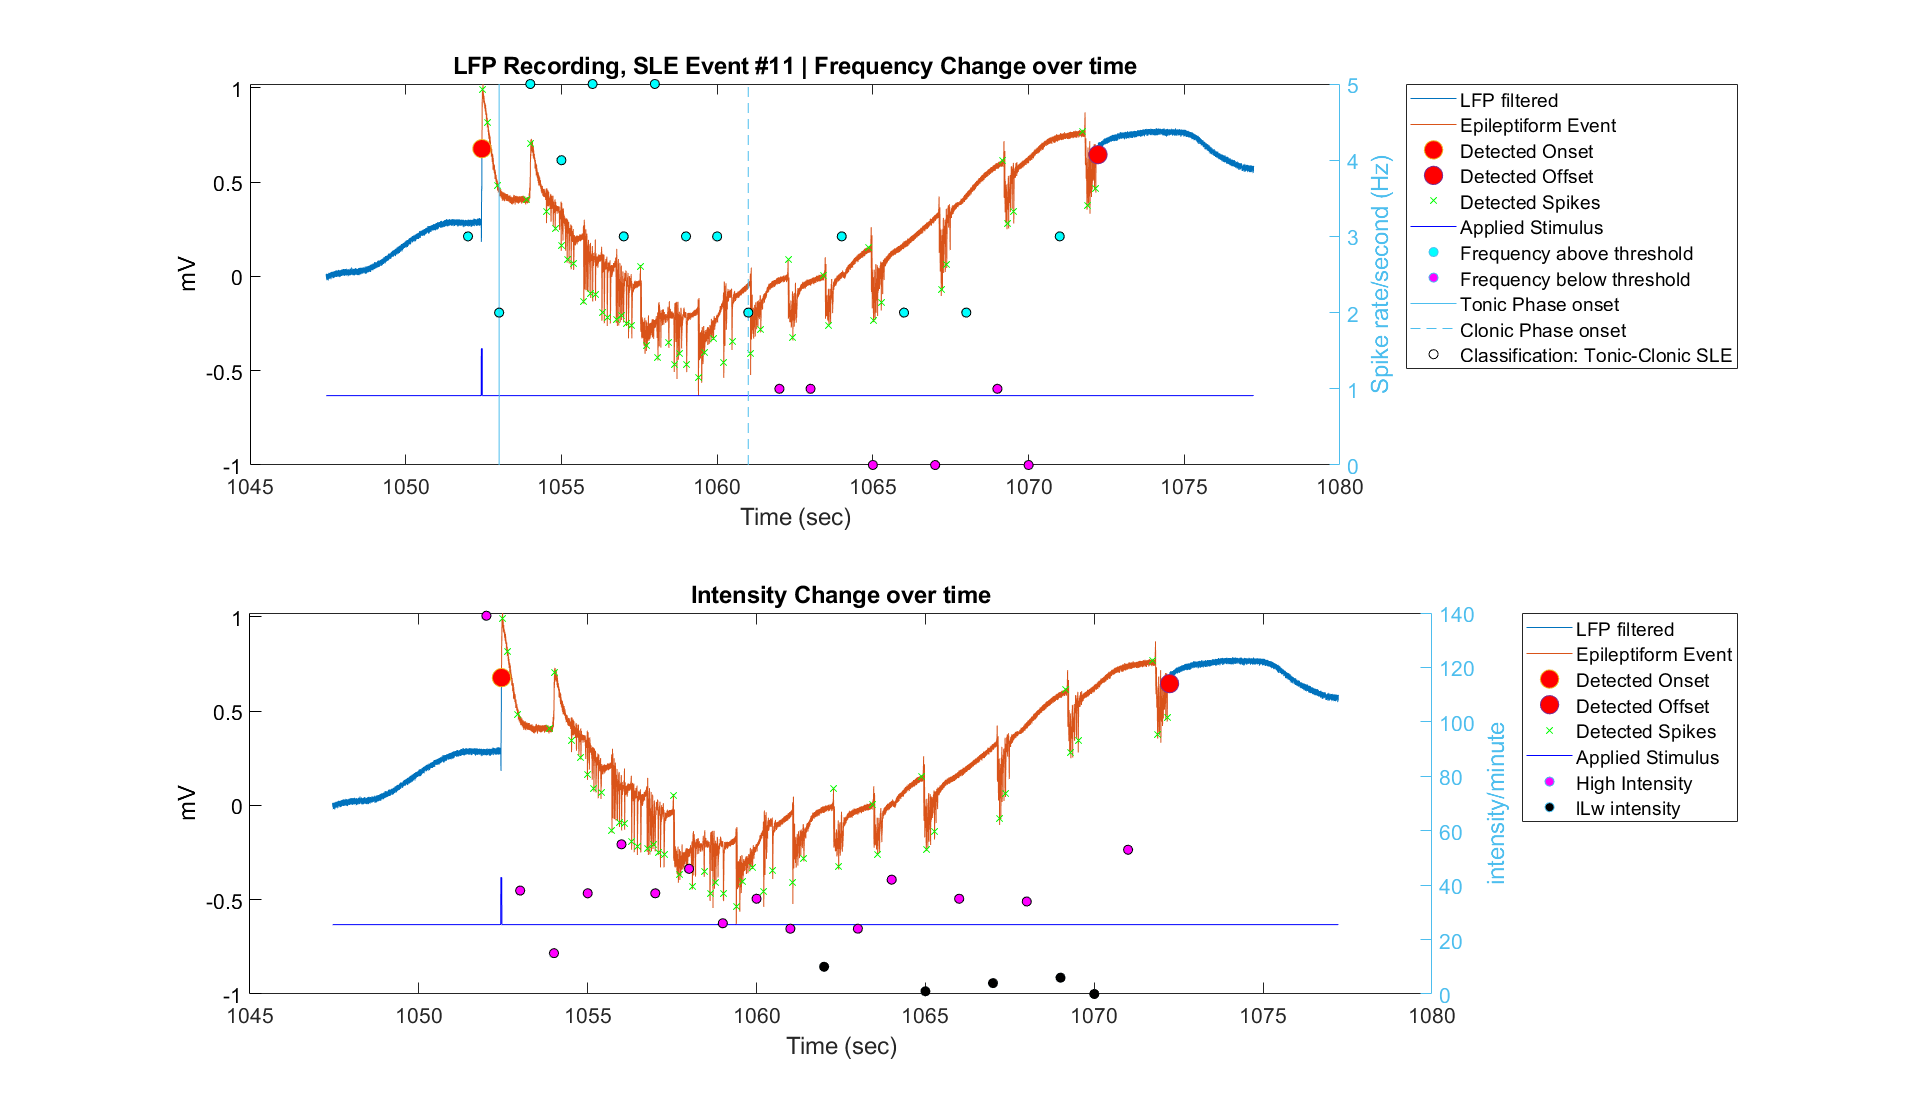 LFP Recording, SLE Event #11 | Frequency Change over time
1
0.5
0
-0.5
-1
mV
1045
1050
1055
1060
1065
1070
1075
1080
Time (sec)
5
4
3
2
1
0
Spike rate/second (Hz)
LFP filtered
Epileptiform Event
Detected Onset
Detected Offset
Detected Spikes
Applied Stimulus
Frequency above threshold
Frequency below threshold
Tonic Phase onset
Clonic Phase onset
Classification: Tonic-Clonic SLE
Intensity Change over time
1
0.5
0
-0.5
-1
mV
1045
1050
1055
1060
1065
1070
1075
1080
Time (sec)
140
120
100
80
60
40
20
0
intensity/minute
LFP filtered
Epileptiform Event
Detected Onset
Detected Offset
Detected Spikes
Applied Stimulus
High Intensity
lLw intensity